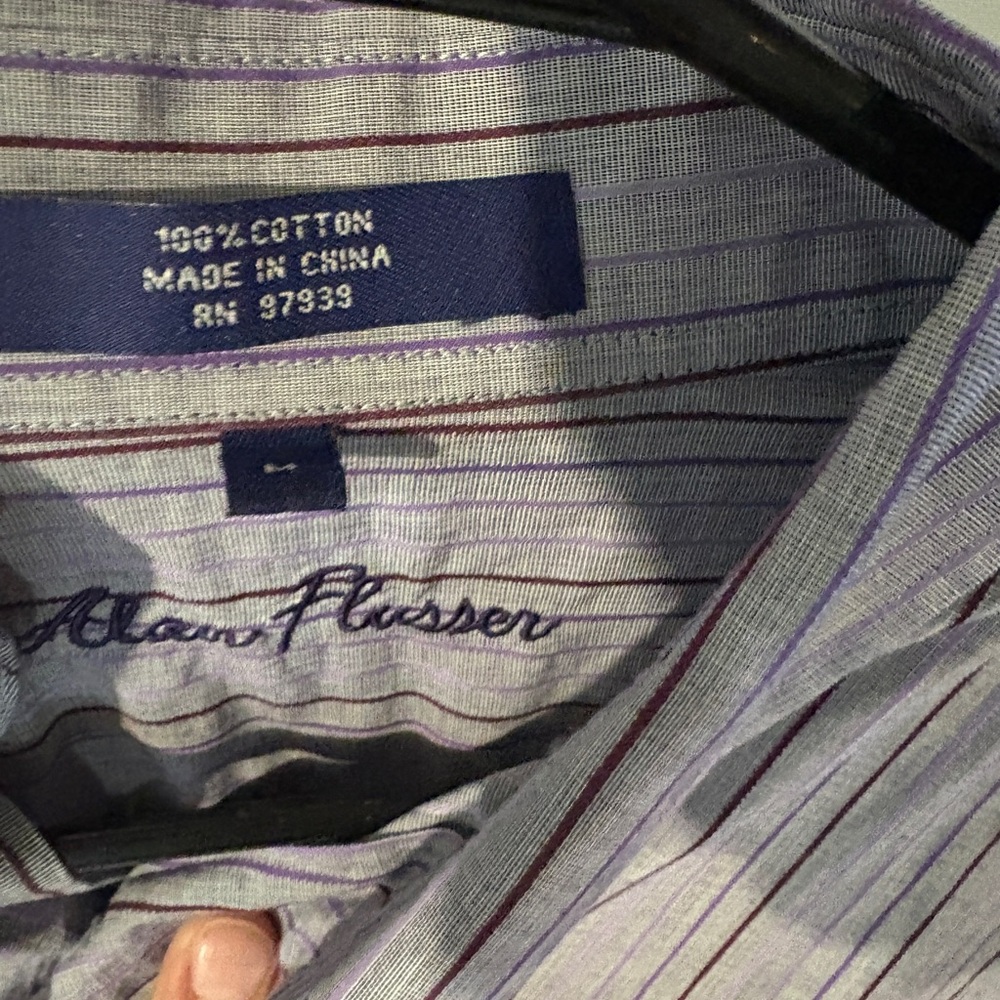 100% COTTON
MADE IN CHINA
RN 97939
Alan Flusser